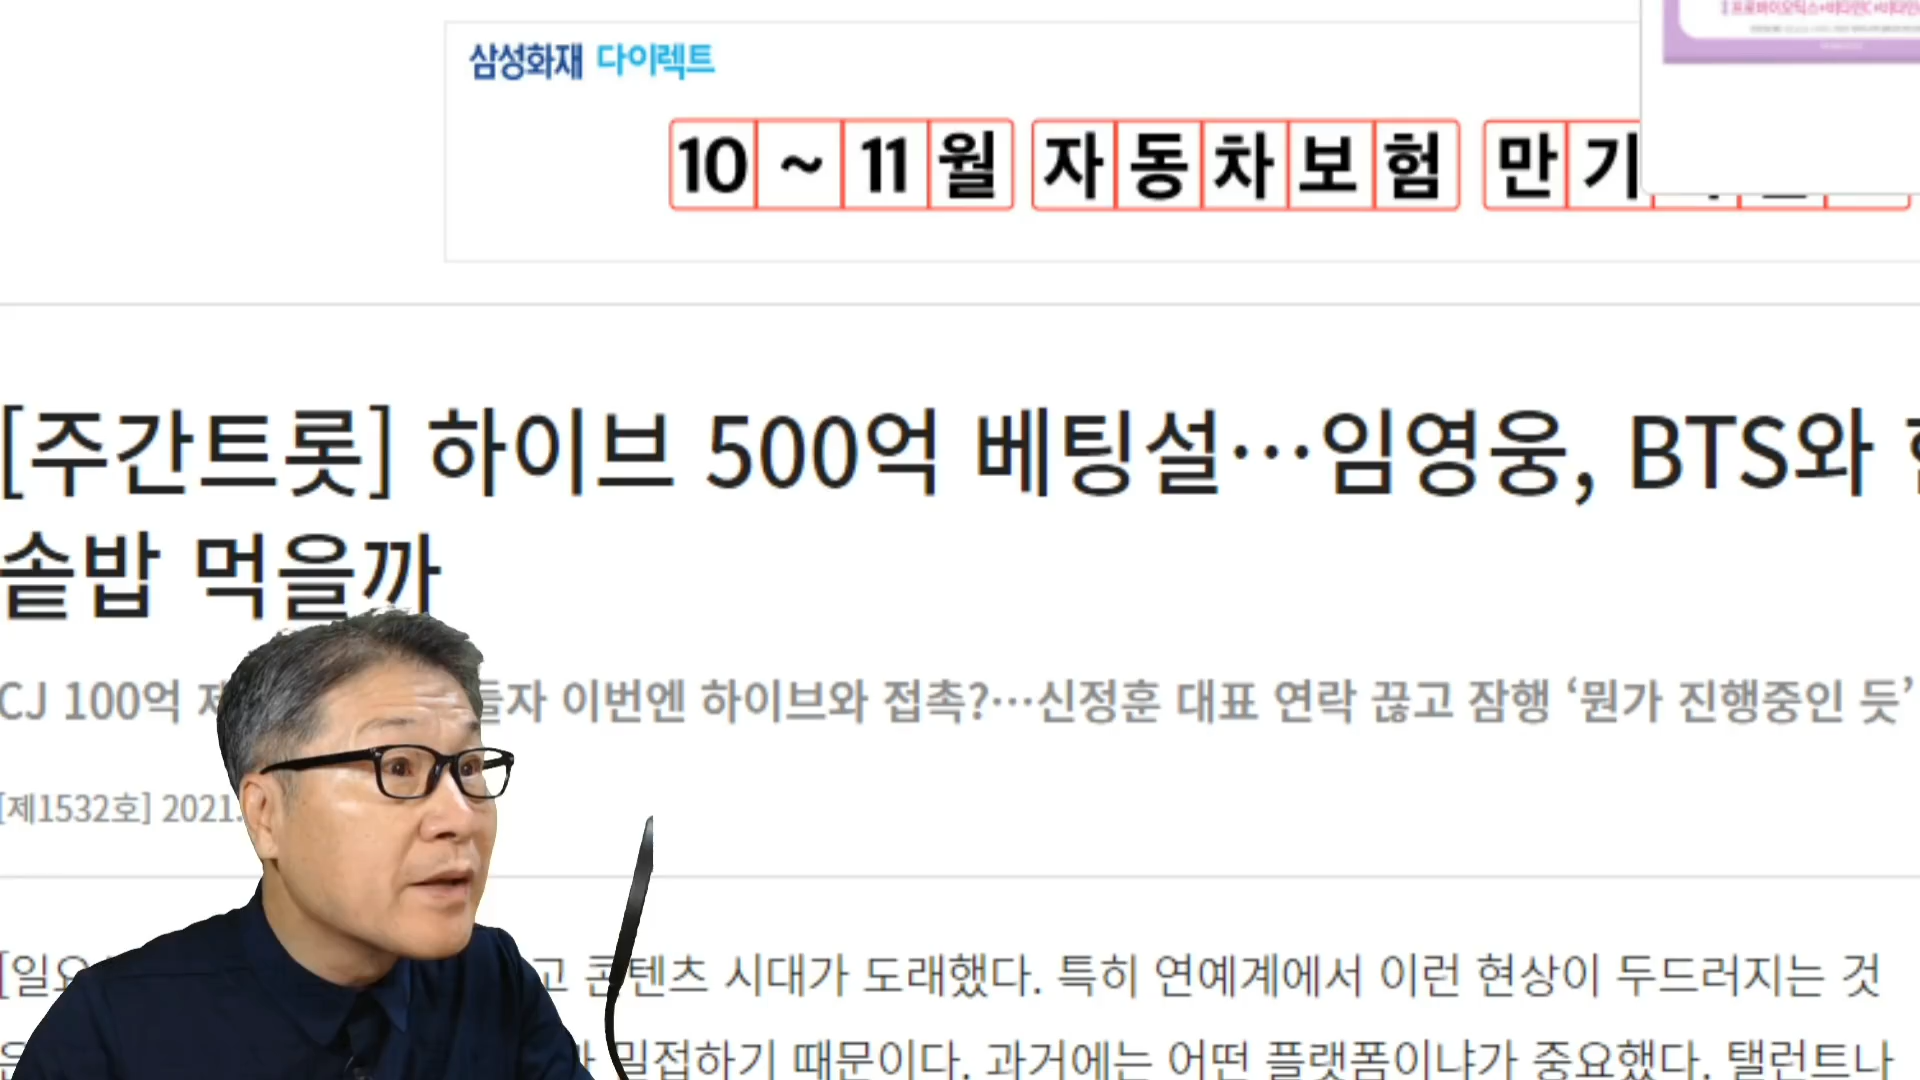 삼성화재 다이렉트
10 ~ 11월 자동차보험 만기
[주간트롯] 하이브 500억 베팅설…임영웅, BTS와
솥밥 먹을까
CJ 100억 이번엔 하이브와 접촉?…신정훈 대표 연락 끊고 잠행 ‘뭔가 진행중인 듯’
[제1532호] 2021.
고 콘텐츠 시대가 도래했다. 특히 연예계에서 이런 현상이 두드러지는 것
밀접하기 때문이다. 과거에는 어떤 플랫폼이냐가 중요했다. 탤런트나